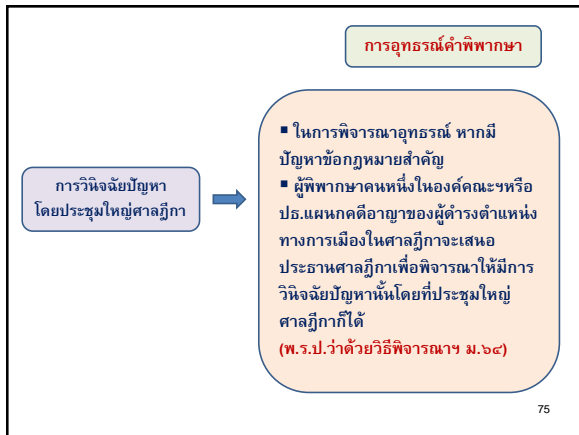 การอุทธรณ์คำพิพากษา
การวินิจฉัยปัญหา
โดยประชุมใหญ่ศาลฎีกา
▪ ในการพิจารณาอุทธรณ์ หากมี
ปัญหาข้อกฎหมายสำคัญ
▪ ผู้พิพากษาคนหนึ่งในองค์คณะฯหรือ
ปธ.แผนกคดีอาญาของผู้ดำรงตำแหน่ง
ทางการเมืองในศาลฎีกาจะเสนอ
ประธานศาลฎีกาเพื่อพิจารณาให้มีการ
วินิจฉัยปัญหานั้นโดยที่ประชุมใหญ่
ศาลฎีกาก็ได้
(พ.ร.ป.ว่าด้วยวิธีพิจารณาฯ ม.๖๔)
75